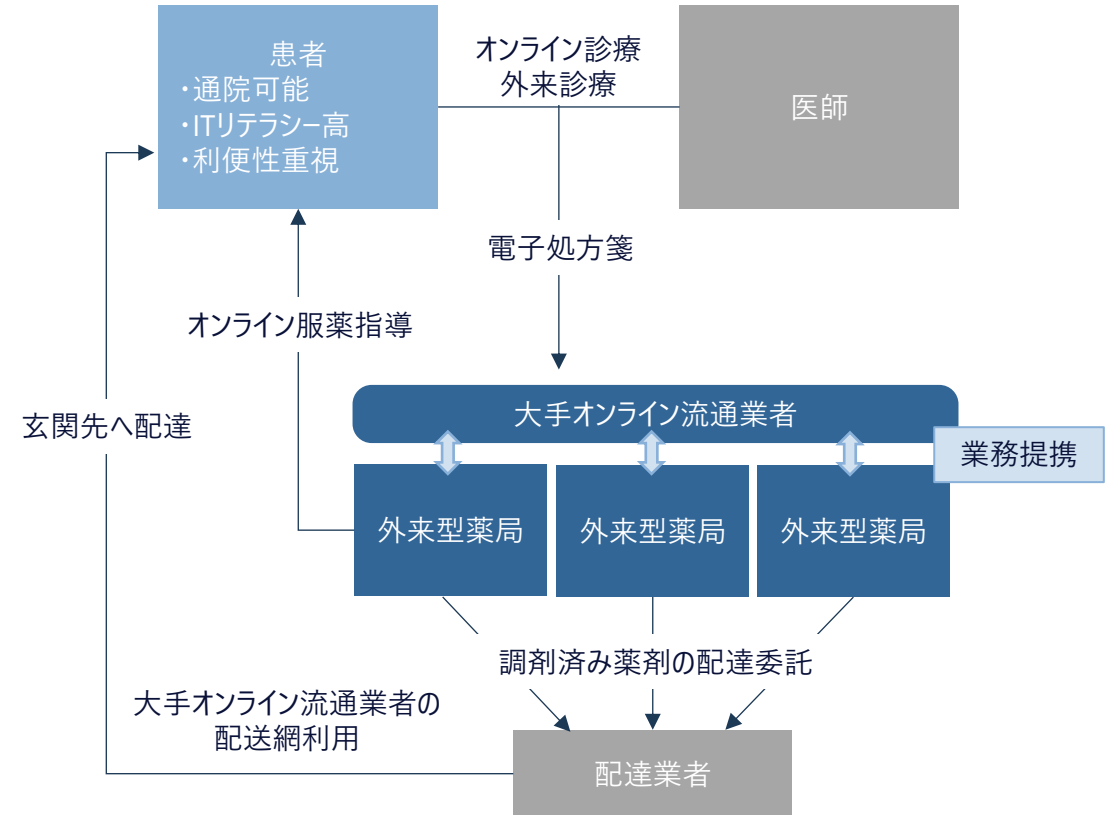 患者
・通院可能
・ITリテラシー高
・利便性重視
オンライン診療
外来診療
医師
電子処方箋
オンライン服薬指導
玄関先へ配達
大手オンライン流通業者
業務提携
外来型薬局
外来型薬局
外来型薬局
調剤済み薬剤の配達委託
大手オンライン流通業者の
配送網利用
配達業者